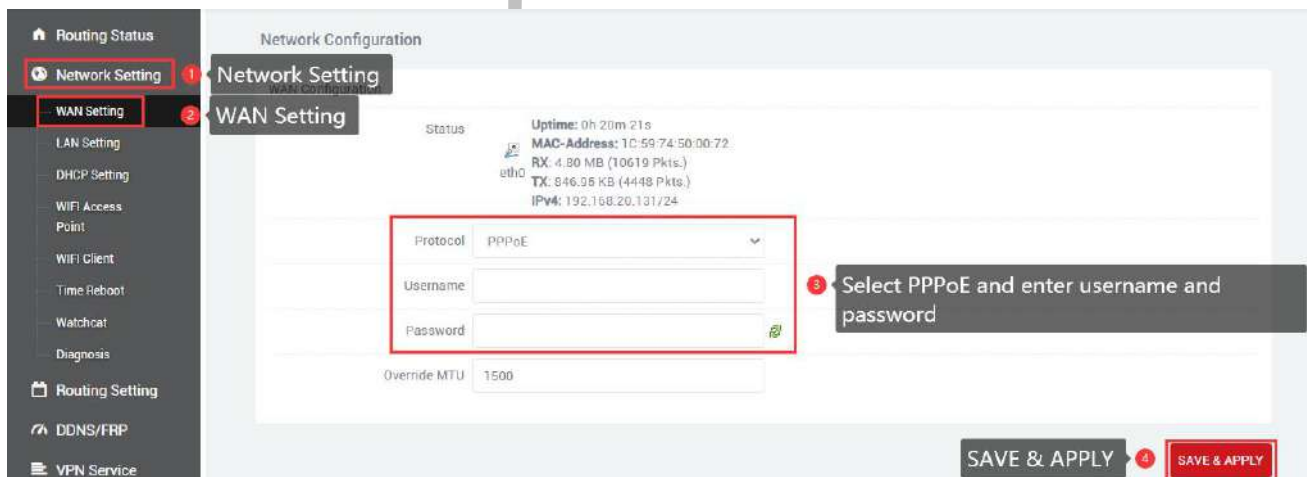 Routing Status
Network Configuration
Network Setting
1
Network Setting
WAN Configuration
WAN Setting
2
WAN Setting
LAN Setting
DHCP Setting
WIFI Access
Point
WIFI Client
Time Reboot
Watchcat
Diagnosis
Routing Setting
DDNS/FRP
VPN Service
Status
eth0
Uptime: 0h 20m 21s
MAC-Address: 1C:59:74:50:00:72
RX: 4.80 MB (10619 Pkts.)
TX: 846.95 KB (4448 Pkts.)
IPv4: 192.168.20.131/24
Protocol PPPoE
Username
Password
3
Select PPPoE and enter username and
password
Override MTU 1500
SAVE & APPLY
4
SAVE & APPLY